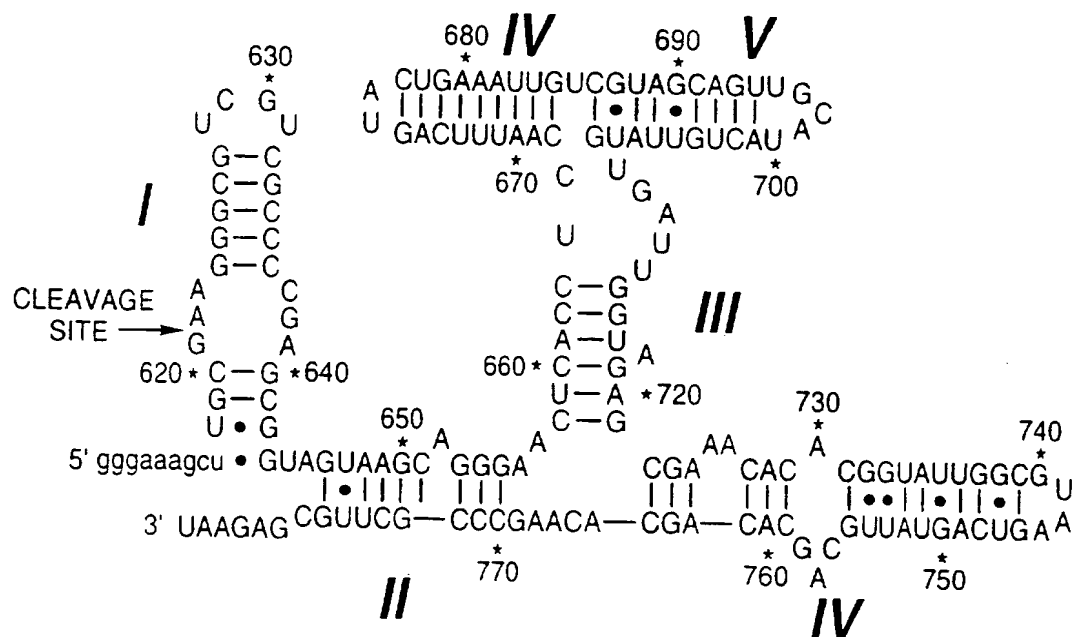 630
680 IV 690 V
C G
A CUGAAAUUGUCGUAGCAGUUG
U U C
U GACUUUAAC GUAUUGUCAU A
G C C 670 U 700
C G G
I G C A
G C U U
G C U
A C C G
CLEAVAGE A G C G III
SITE G A A U A
620 C G 640 660 C G
G C U A 720
U G C G
650 730 740
5' gggaaagcu GUAGUAAGC A GGGA A CGA AA CAC A CGGUAUUGGCG U
A
3' UAAGAG CGUUCG CCCGAACA CGA CAC G C GUUAUGACUGA
770 760 A 750
II IV